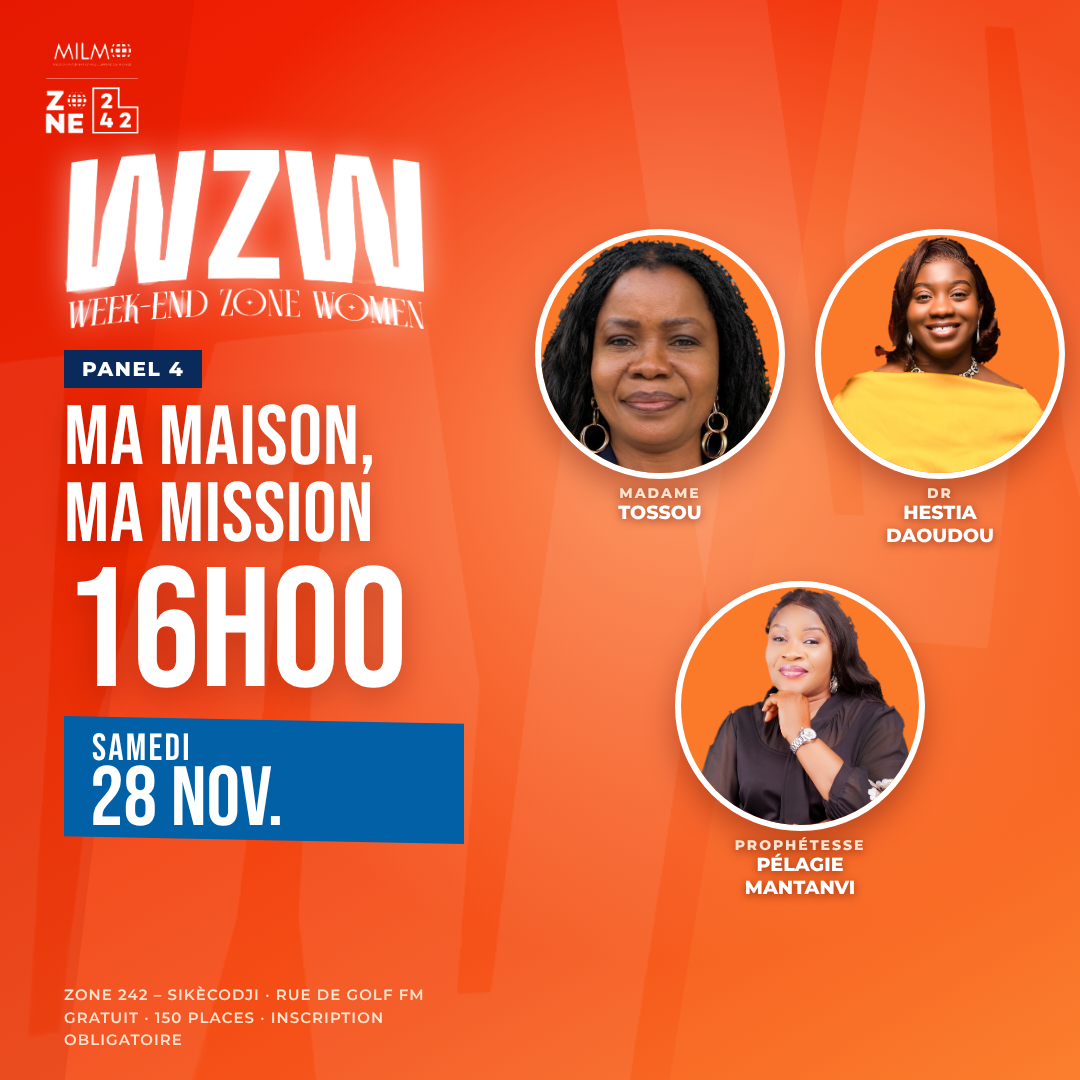 MILMO
ZONE 242
WZW
WEEK-END ZONE WOMEN
PANEL 4
MA MAISON,
MA MISSION
16H00
SAMEDI
28 NOV.
MADAME
TOSSOU
DR
HESTIA
DAOUDOU
PROPHÉTESSE
PÉLAGIE
MANTANVI
ZONE 242 – SIKÈCODJI · RUE DE GOLF FM
GRATUIT · 150 PLACES · INSCRIPTION
OBLIGATOIRE